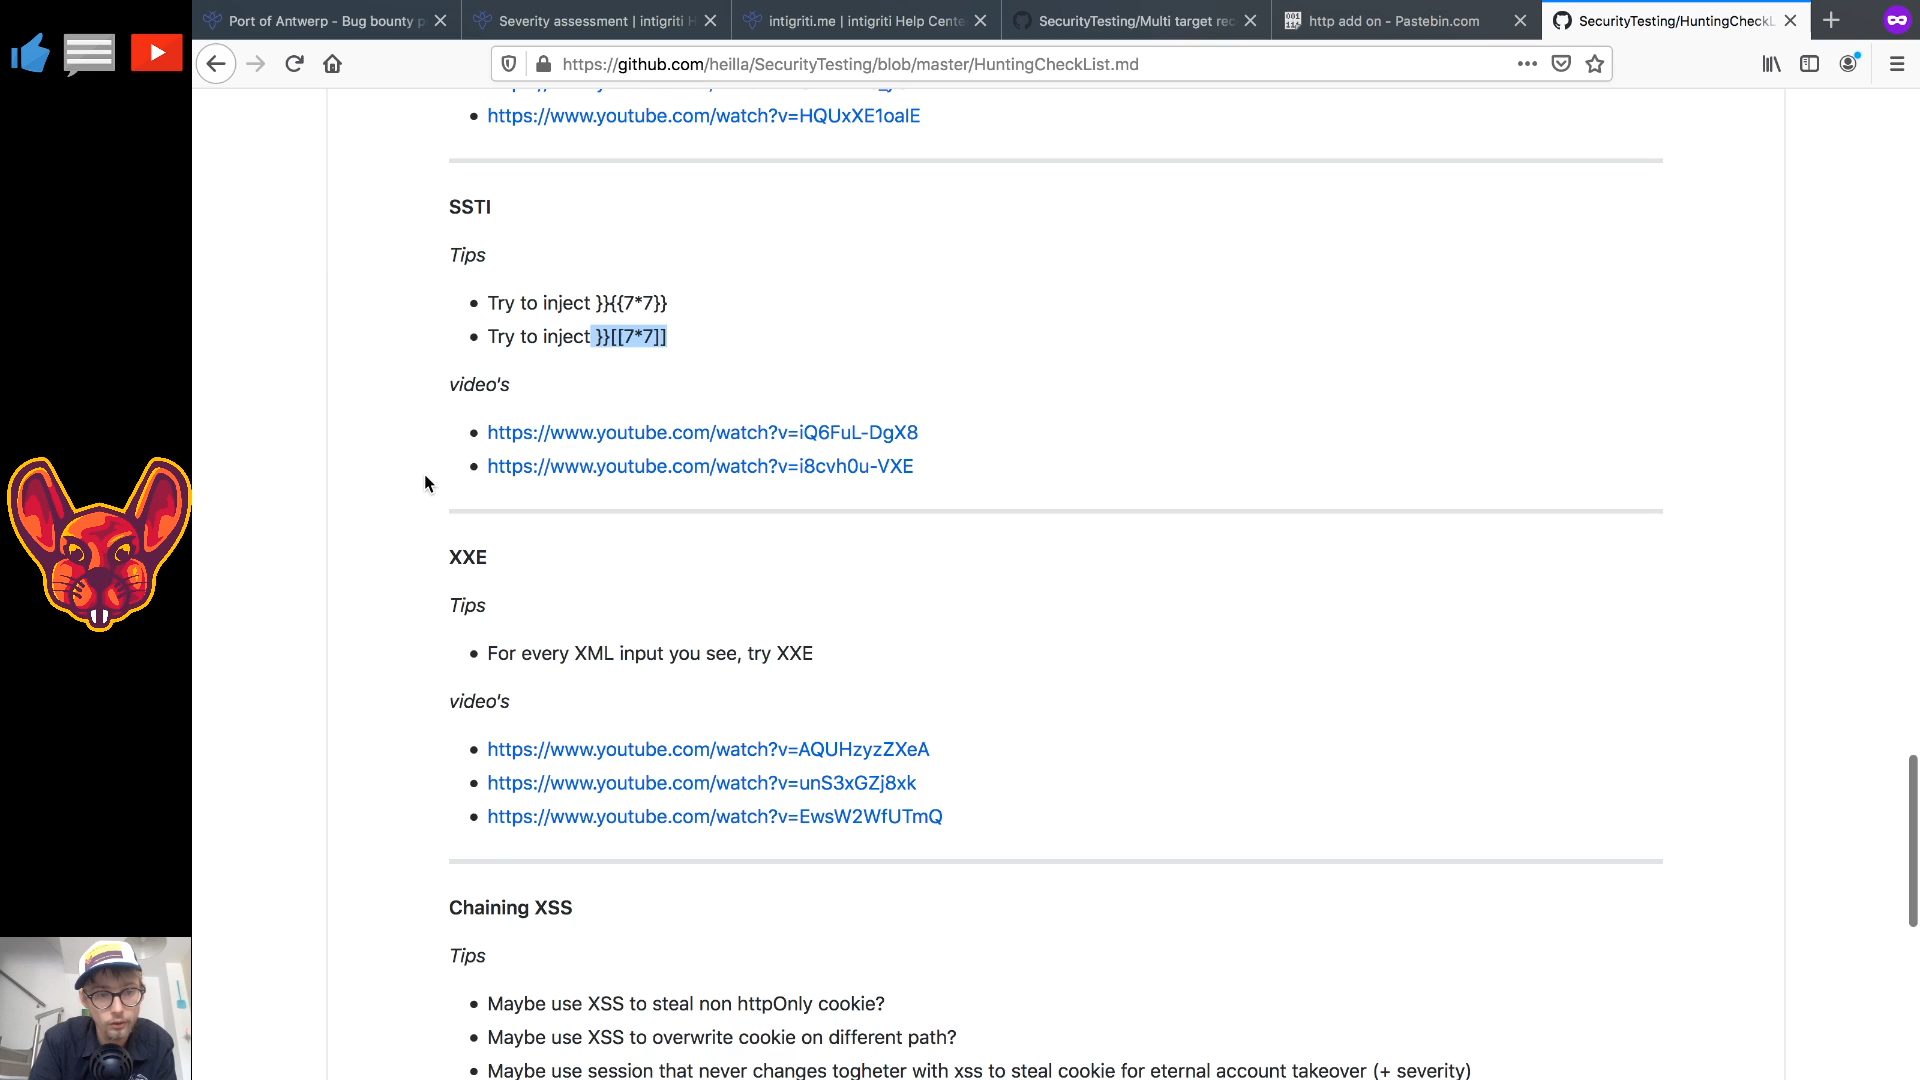 Port of Antwerp - Bug bounty p
Severity assessment | intigriti H
intigriti.me | intigriti Help Cente
SecurityTesting/Multi target rec
http add on - Pastebin.com
SecurityTesting/HuntingCheckL
https://github.com/heilla/SecurityTesting/blob/master/HuntingCheckList.md
https://www.youtube.com/watch?v=HQUxXE1oalE
SSTI
Tips
Try to inject }}{{7*7}}
Try to inject }}[[7*7]]
video's
https://www.youtube.com/watch?v=iQ6FuL-DgX8
https://www.youtube.com/watch?v=i8cvh0u-VXE
XXE
Tips
For every XML input you see, try XXE
video's
https://www.youtube.com/watch?v=AQUHzyzZXeA
https://www.youtube.com/watch?v=unS3xGZj8xk
https://www.youtube.com/watch?v=EwsW2WfUTmQ
Chaining XSS
Tips
Maybe use XSS to steal non httpOnly cookie?
Maybe use XSS to overwrite cookie on different path?
Maybe use session that never changes togheter with xss to steal cookie for eternal account takeover (+ severity)